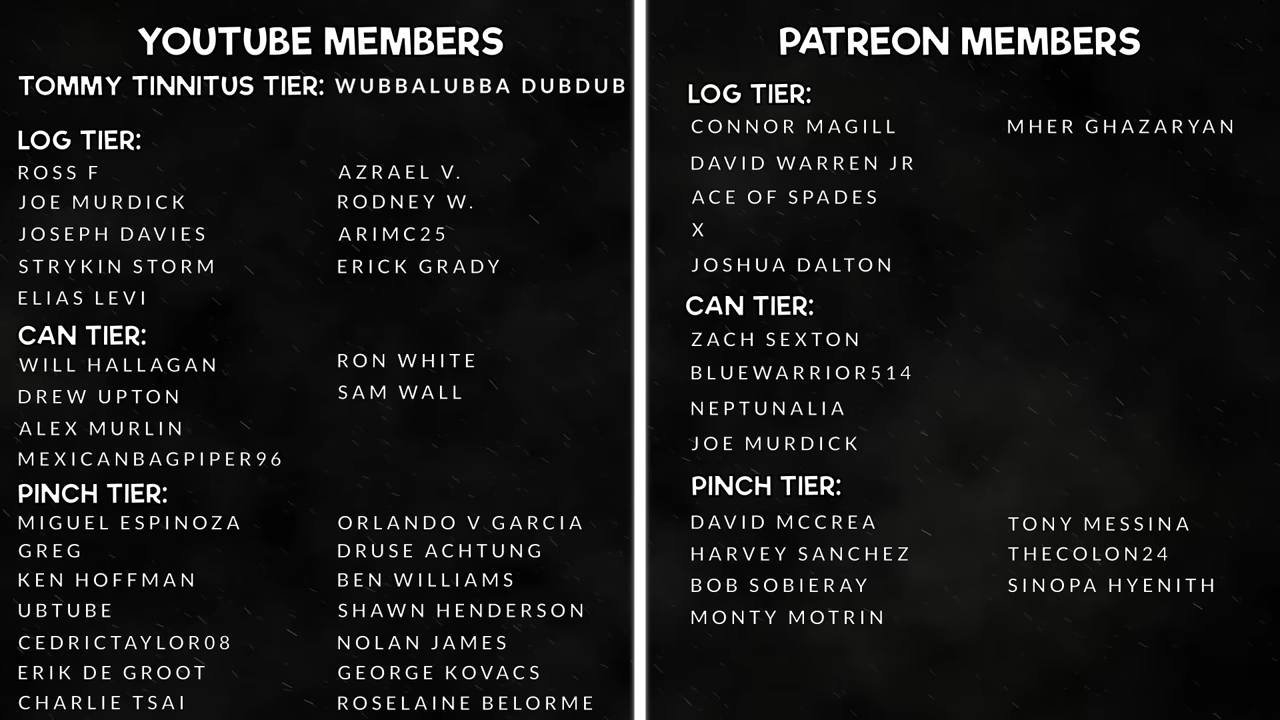 YOUTUBE MEMBERS
TOMMY TINNITUS TIER: WUBBALUBBA DUBDUB
LOG TIER:
ROSS F
JOE MURDICK
JOSEPH DAVIES
STRYKIN STORM
ELIAS LEVI
AZRAEL V.
RODNEY W.
ARIMC25
ERICK GRADY
CAN TIER:
WILL HALLAGAN
DREW UPTON
ALEX MURLIN
MEXICANBAGPIPER96
RON WHITE
SAM WALL
PINCH TIER:
MIGUEL ESPINOZA
GREG
KEN HOFFMAN
UBTUBE
CEDRICTAYLOR08
ERIK DE GROOT
CHARLIE TSAI
ORLANDO V GARCIA
DRUSE ACHTUNG
BEN WILLIAMS
SHAWN HENDERSON
NOLAN JAMES
GEORGE KOVACS
ROSELAINE BELORME
PATREON MEMBERS
LOG TIER:
CONNOR MAGILL
DAVID WARREN JR
ACE OF SPADES
X
JOSHUA DALTON
MHER GHAZARYAN
CAN TIER:
ZACH SEXTON
BLUEWARRIOR514
NEPTUNALIA
JOE MURDICK
PINCH TIER:
DAVID MCCREA
HARVEY SANCHEZ
BOB SOBIERAY
MONTY MOTRIN
TONY MESSINA
THECOLON24
SINOPA HYENITH